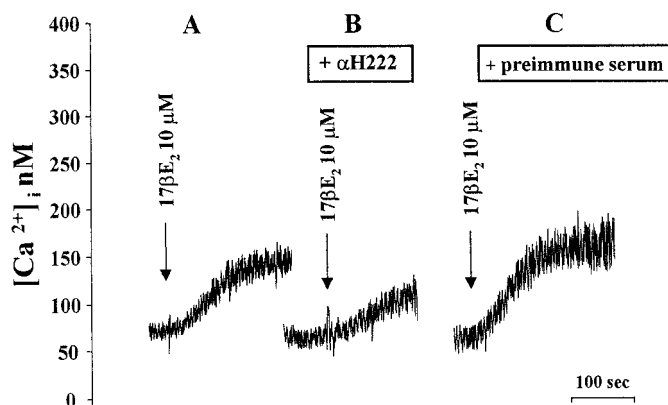 A
B
C
+ αH222
+ preimmune serum
17βE2 10 μM
17βE2 10 μM
17βE2 10 μM
[Ca 2+] i nM
400
350
300
250
200
150
100
50
0
100 sec